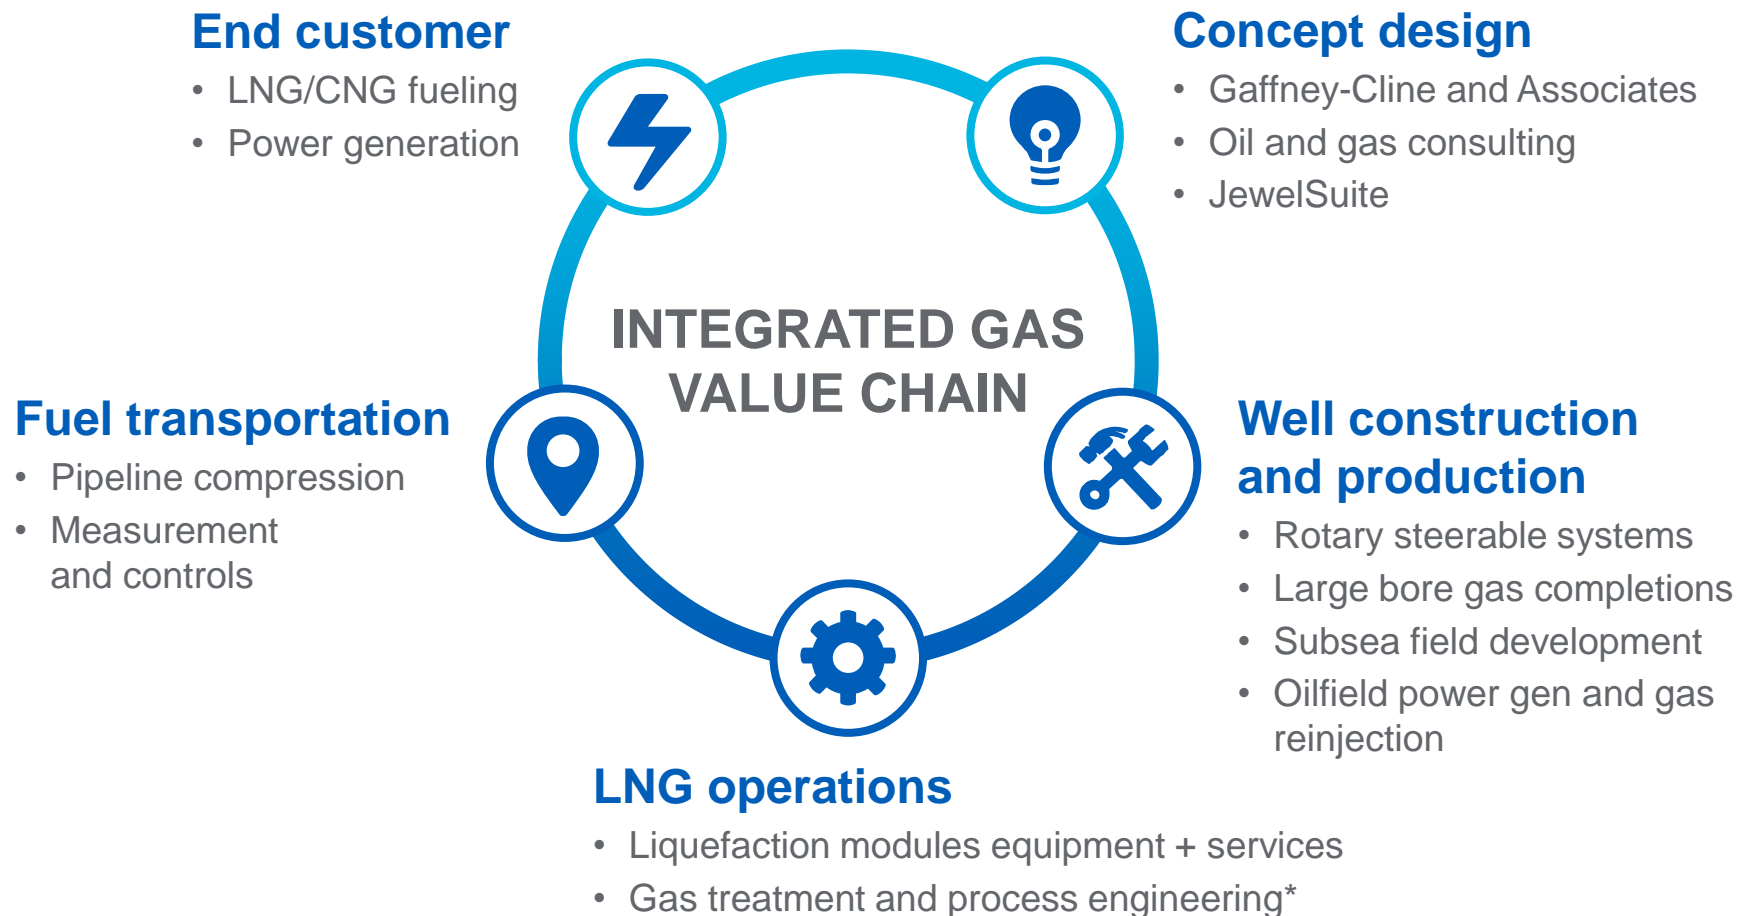 End customer
• LNG/CNG fueling
• Power generation
Concept design
• Gaffney-Cline and Associates
• Oil and gas consulting
• JewelSuite
INTEGRATED GAS
VALUE CHAIN
Fuel transportation
• Pipeline compression
• Measurement
and controls
Well construction
and production
• Rotary steerable systems
• Large bore gas completions
• Subsea field development
• Oilfield power gen and gas
reinjection
LNG operations
• Liquefaction modules equipment + services
• Gas treatment and process engineering*